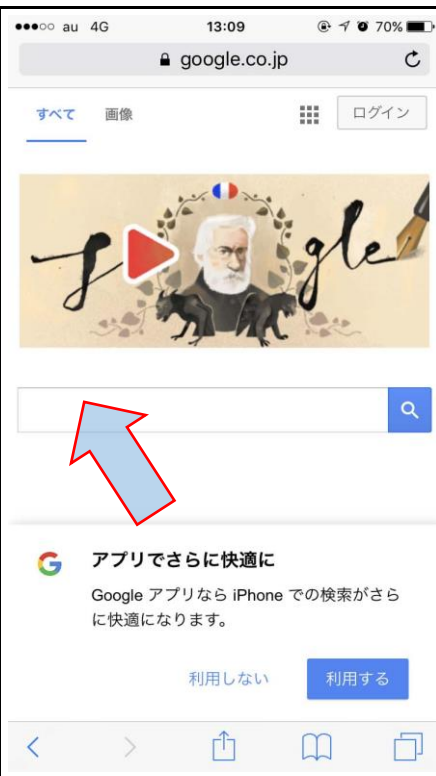 au 4G 13:09 70%
google.co.jp
すべて 画像 ログイン
gle
アプリでさらに快適に
Google アプリなら iPhone での検索がさら
に快適になります。
利用しない 利用する